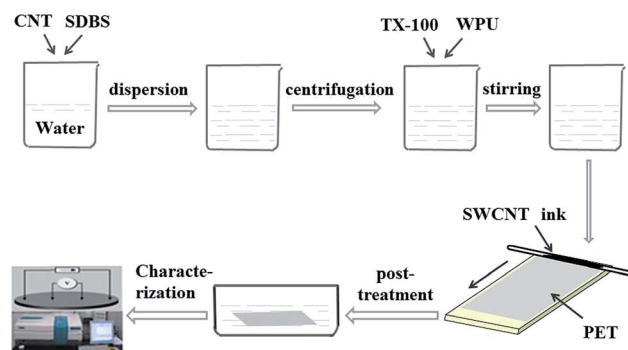 CNT SDBS
Water
dispersion
centrifugation
TX-100 WPU
stirring
SWCNT ink
PET
post-
treatment
Characte-
rization
V